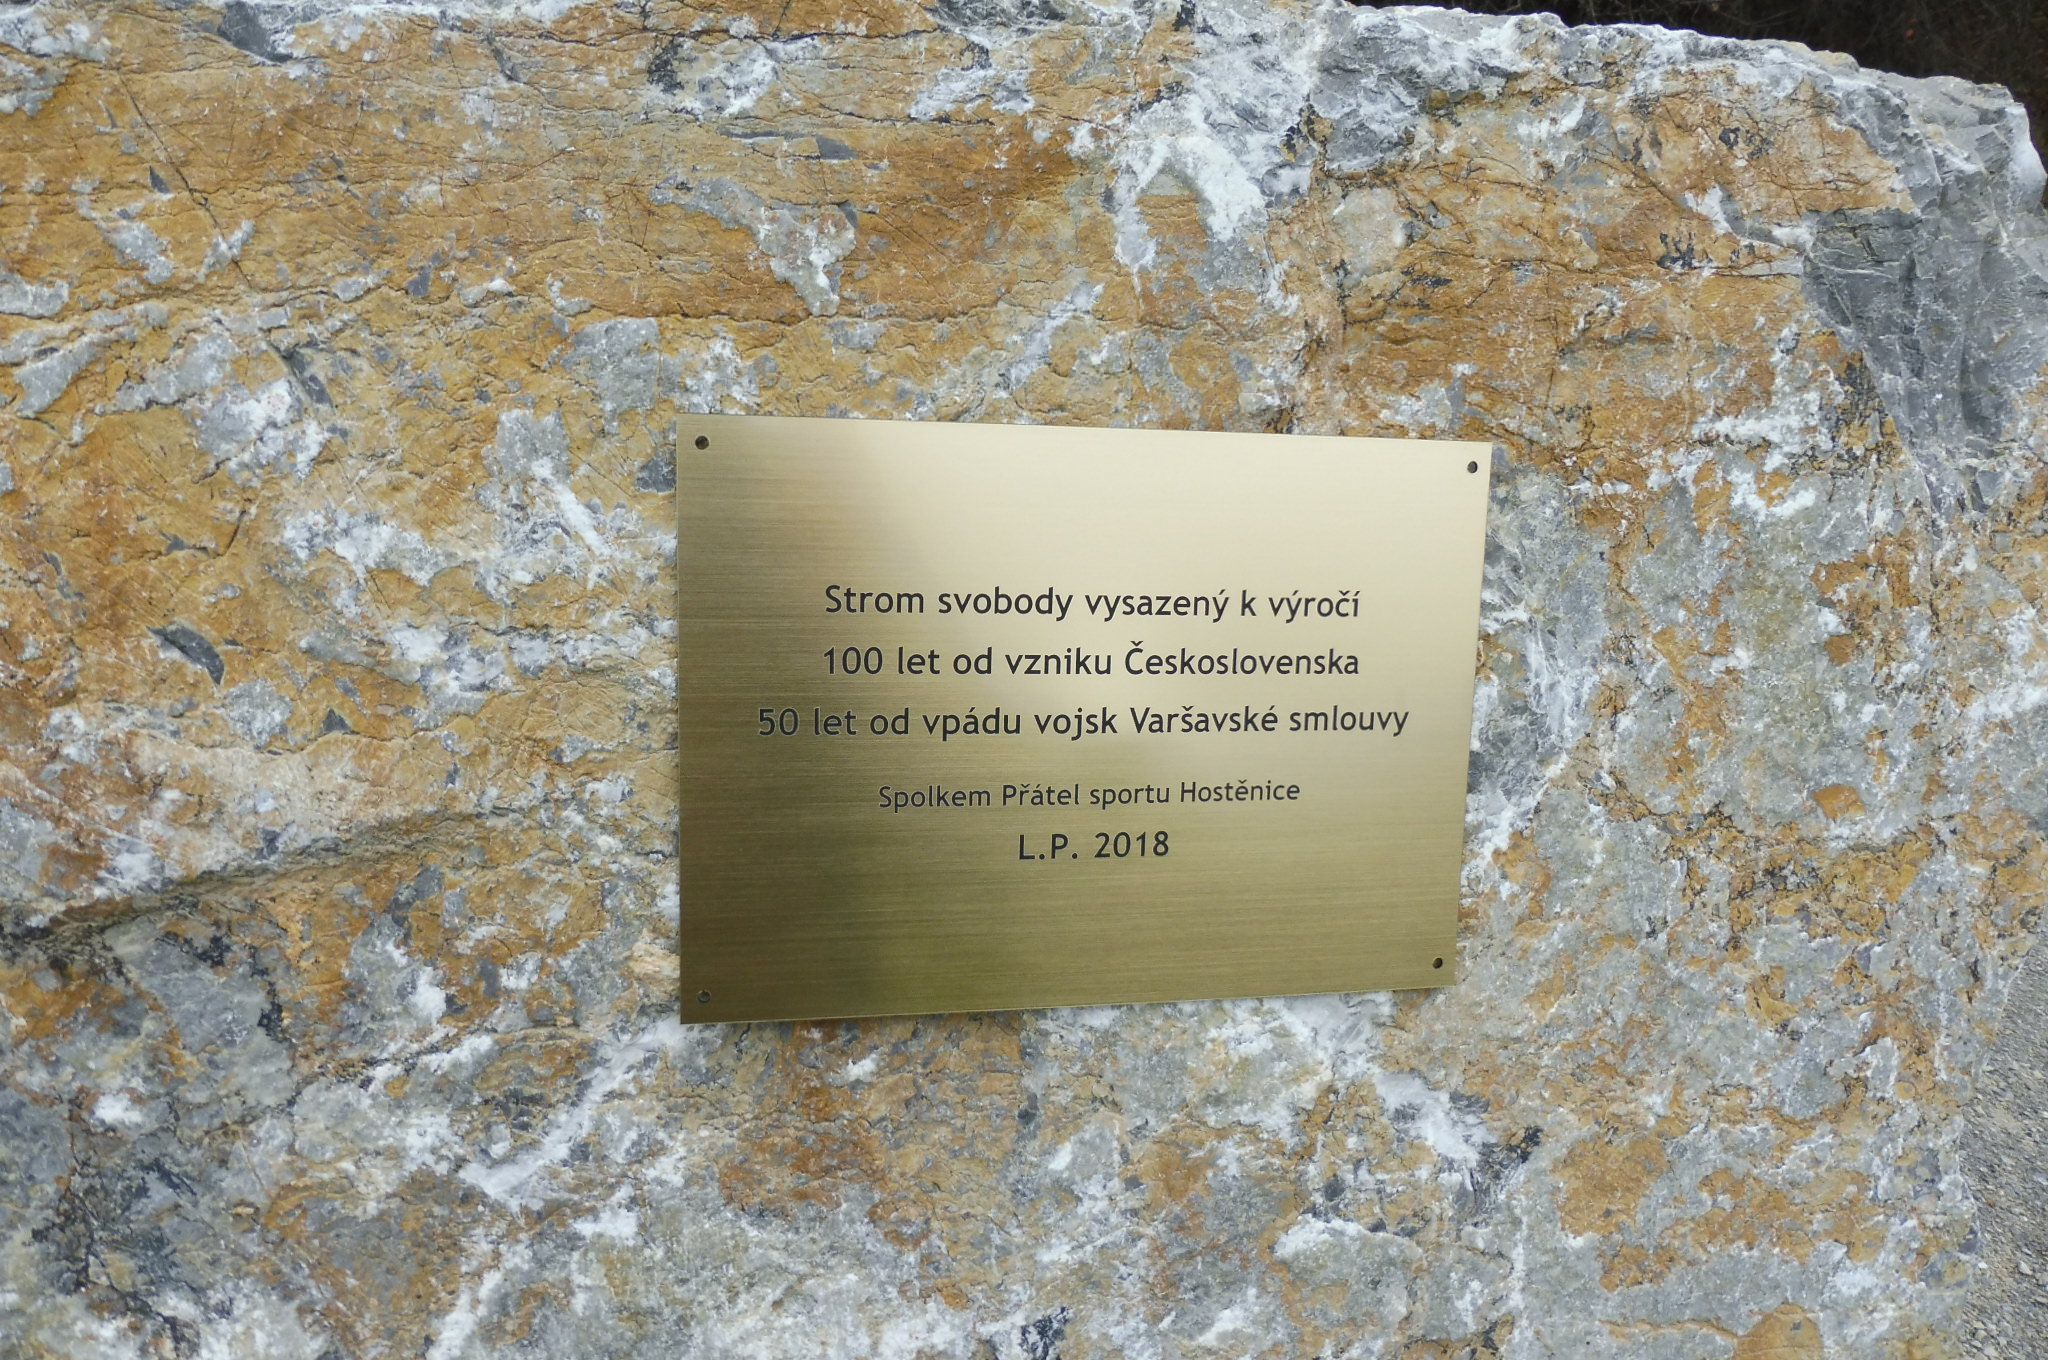 Strom svobody vysazený k výročí
100 let od vzniku Československa
50 let od vpádu vojsk Varšavské smlouvy
Spolkem Přátel sportu Hostěnice
L.P. 2018